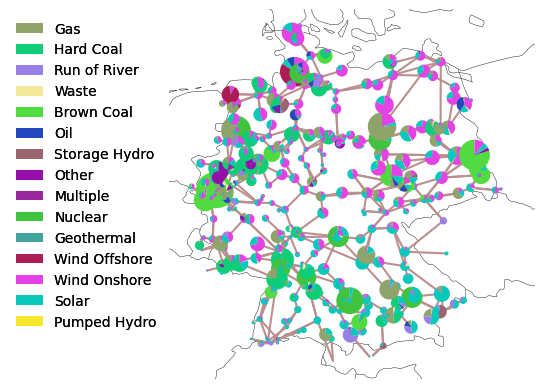 Gas
Hard Coal
Run of River
Waste
Brown Coal
Oil
Storage Hydro
Other
Multiple
Nuclear
Geothermal
Wind Offshore
Wind Onshore
Solar
Pumped Hydro